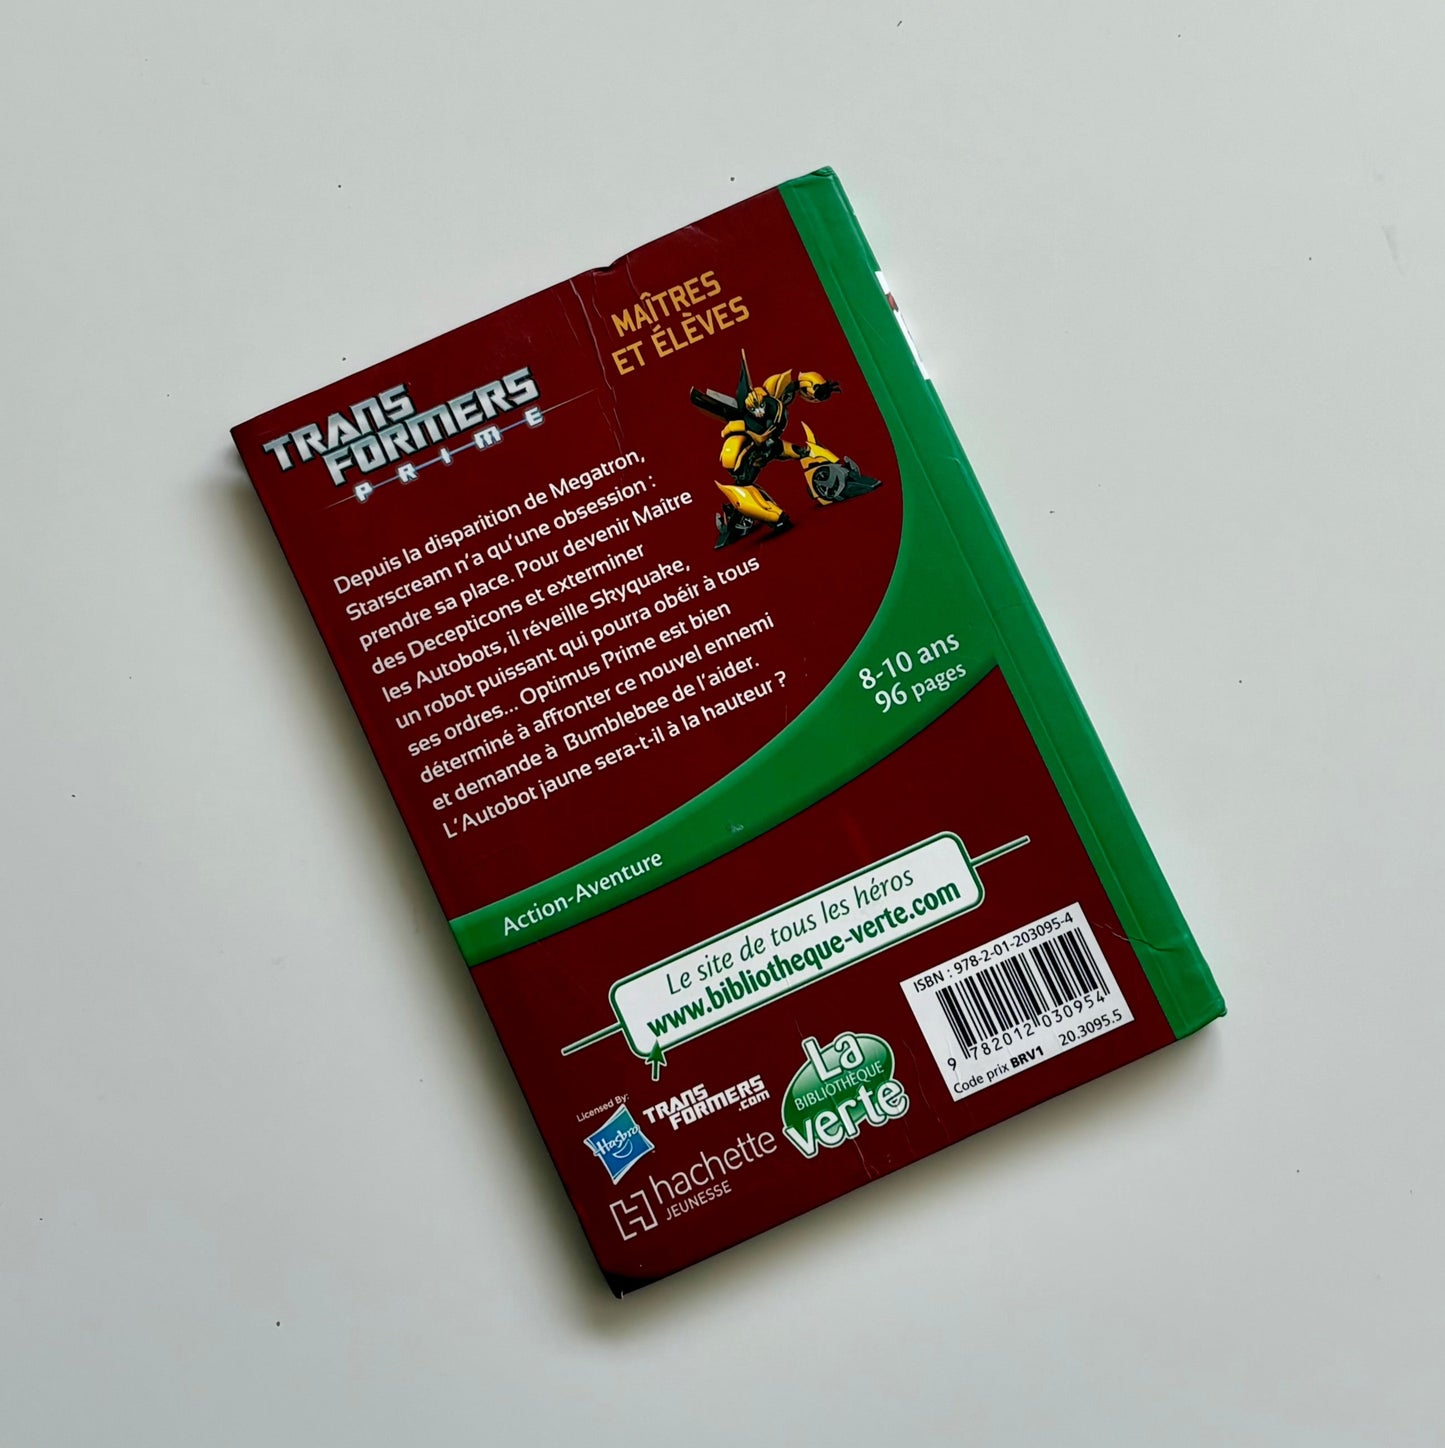 MAÎTRES
ET ÉLÈVES
TRANS
FORMERS
PRIME
Depuis la disparition de Megatron,
Starscream n'a qu'une obsession :
prendre sa place. Pour devenir Maître
des Decepticons et exterminer
les Autobots, il réveille Skyquake,
un robot puissant qui pourra obéir à tous
ses ordres... Optimus Prime est bien
déterminé à affronter ce nouvel ennemi
et demande à Bumblebee de l'aider.
L'Autobot jaune sera-t-il à la hauteur ?
8-10 ans
96 pages
Action-Aventure
Le site de tous les héros
www.bibliotheque-verte.com
ISBN : 978-2-01-203095-4
9 782012 030954
Code prix BRV1 20.3095.5
Licensed By:
Hasbro
TRANS
FORMERS
.com
La
BIBLIOTHÈQUE
verte
hachette
JEUNESSE